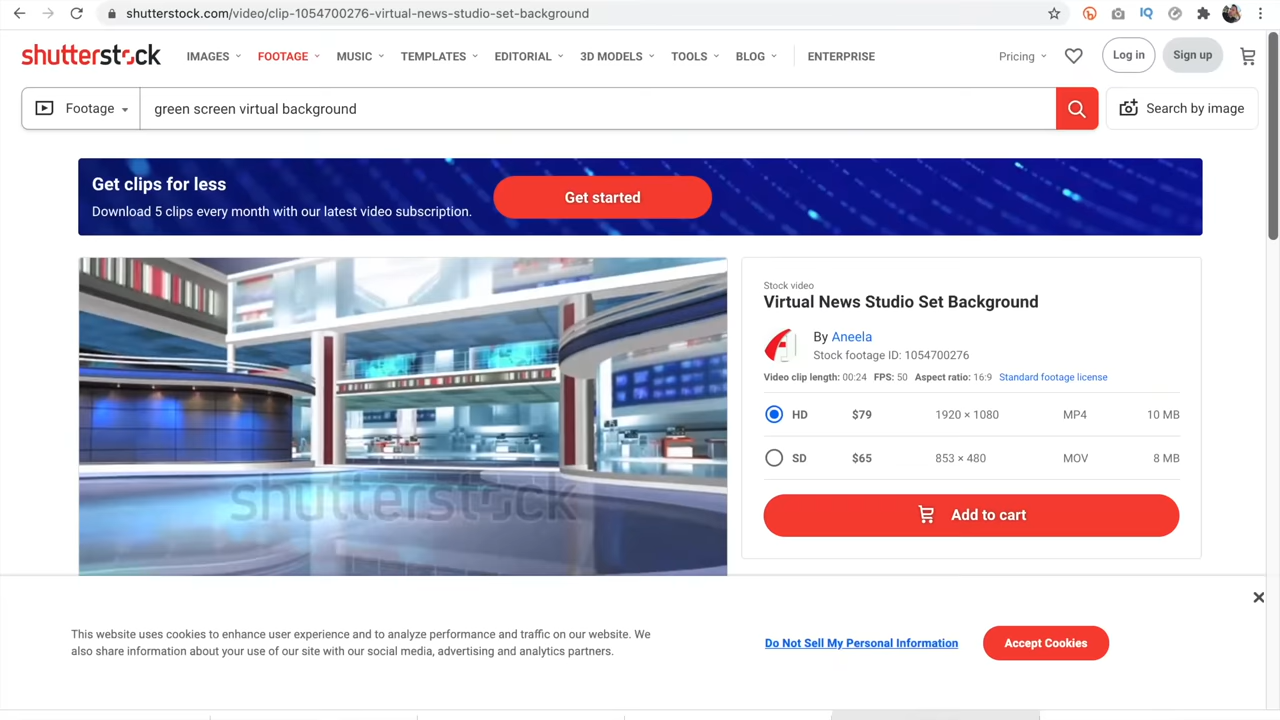 shutterstock.com/video/clip-1054700276-virtual-news-studio-set-background
shutterstock
IMAGES
FOOTAGE
MUSIC
TEMPLATES
EDITORIAL
3D MODELS
TOOLS
BLOG
ENTERPRISE
Pricing
Log in
Sign up
Footage
green screen virtual background
Search by image
Get clips for less
Download 5 clips every month with our latest video subscription.
Get started
shutterstock
Stock video
Virtual News Studio Set Background
By Aneela
Stock footage ID: 1054700276
Video clip length: 00:24 FPS: 50 Aspect ratio: 16:9 Standard footage license
HD $79 1920 × 1080 MP4 10 MB
SD $65 853 × 480 MOV 8 MB
Add to cart
This website uses cookies to enhance user experience and to analyze performance and traffic on our website. We
also share information about your use of our site with our social media, advertising and analytics partners.
Do Not Sell My Personal Information
Accept Cookies